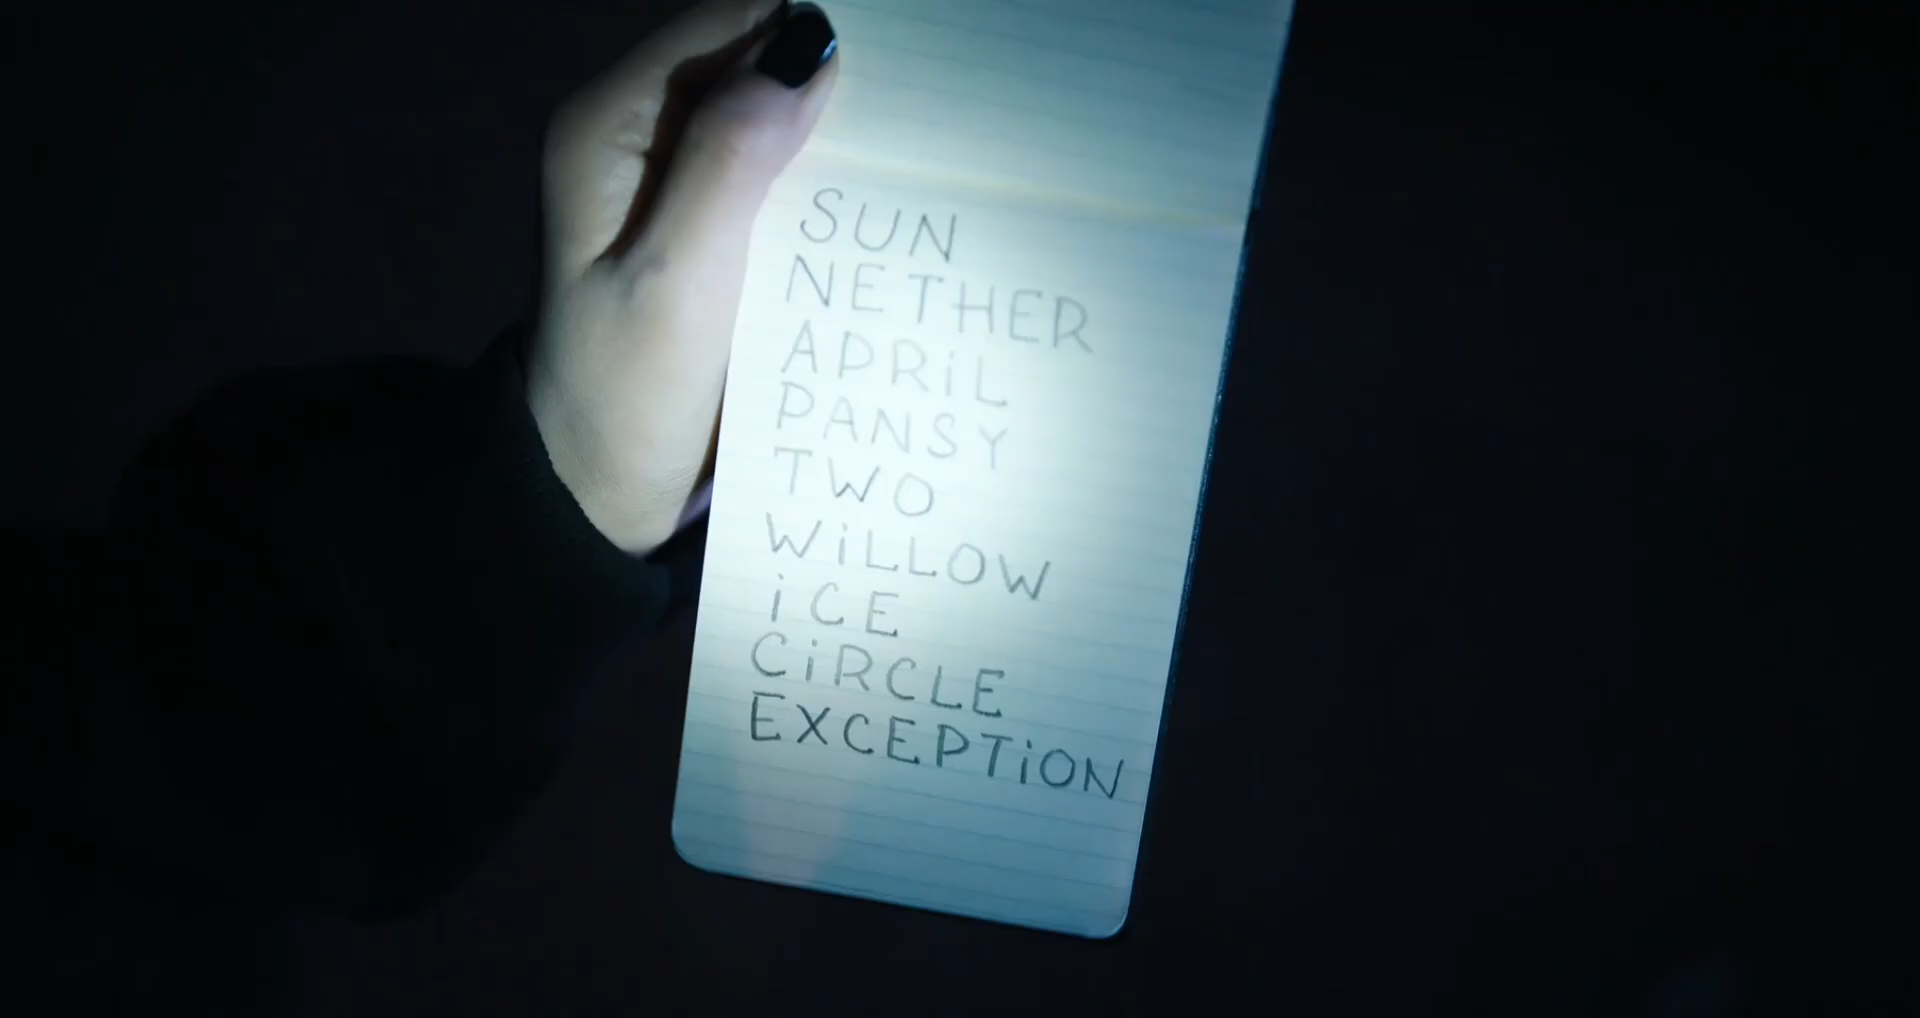 SUN
NETHER
APRiL
PANSY
TWO
WiLLOW
iCE
CiRCLE
EXCEPTiON